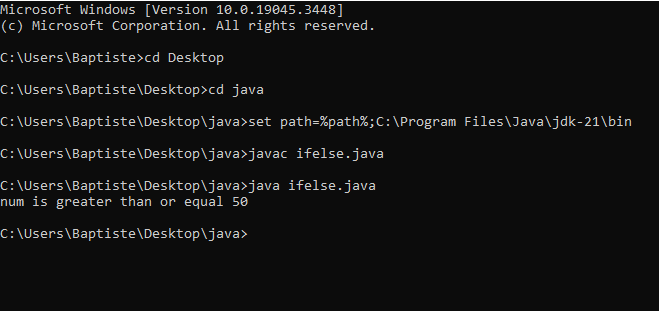 Microsoft Windows [Version 10.0.19045.3448]
(c) Microsoft Corporation. All rights reserved.
C:\Users\Baptiste>cd Desktop
C:\Users\Baptiste\Desktop>cd java
C:\Users\Baptiste\Desktop\java>set path=%path%;C:\Program Files\Java\jdk-21\bin
C:\Users\Baptiste\Desktop\java>javac ifelse.java
C:\Users\Baptiste\Desktop\java>java ifelse.java
num is greater than or equal 50
C:\Users\Baptiste\Desktop\java>